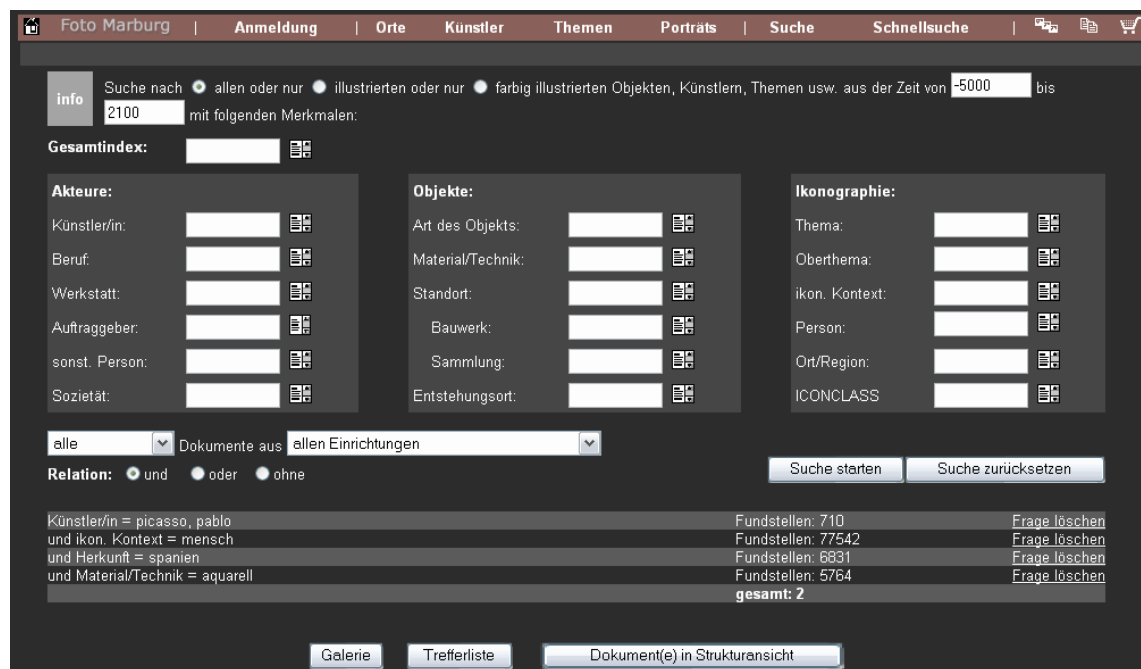 Foto Marburg | Anmeldung | Orte Künstler Themen Porträts | Suche Schnellsuche |
info
Suche nach allen oder nur illustrierten oder nur farbig illustrierten Objekten, Künstlern, Themen usw. aus der Zeit von -5000 bis
2100 mit folgenden Merkmalen:
Gesamtindex:
Akteure:
Künstler/in:
Beruf:
Werkstatt:
Auftraggeber:
sonst. Person:
Sozietät:
Objekte:
Art des Objekts:
Material/Technik:
Standort:
Bauwerk:
Sammlung:
Entstehungsort:
Ikonographie:
Thema:
Oberthema:
ikon. Kontext:
Person:
Ort/Region:
ICONCLASS
alle Dokumente aus allen Einrichtungen
Relation: und oder ohne
Suche starten Suche zurücksetzen
Künstler/in = picasso, pablo Fundstellen: 710 Frage löschen
und ikon. Kontext = mensch Fundstellen: 77542 Frage löschen
und Herkunft = spanien Fundstellen: 6831 Frage löschen
und Material/Technik = aquarell Fundstellen: 5764 Frage löschen
gesamt: 2
Galerie Trefferliste Dokument(e) in Strukturansicht